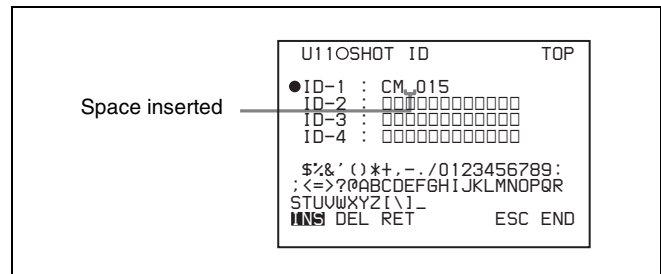 U11○SHOT ID TOP
●ID-1 : CM␣015
Space inserted
ID-2 : □□□□□□□□□□□□
ID-3 : □□□□□□□□□□□□
ID-4 : □□□□□□□□□□□□
$%&'()*+,-./0123456789:
;<=>?@ABCDEFGHIJKLMNOPQR
STUVWXYZ[\]_
INS DEL RET ESC END